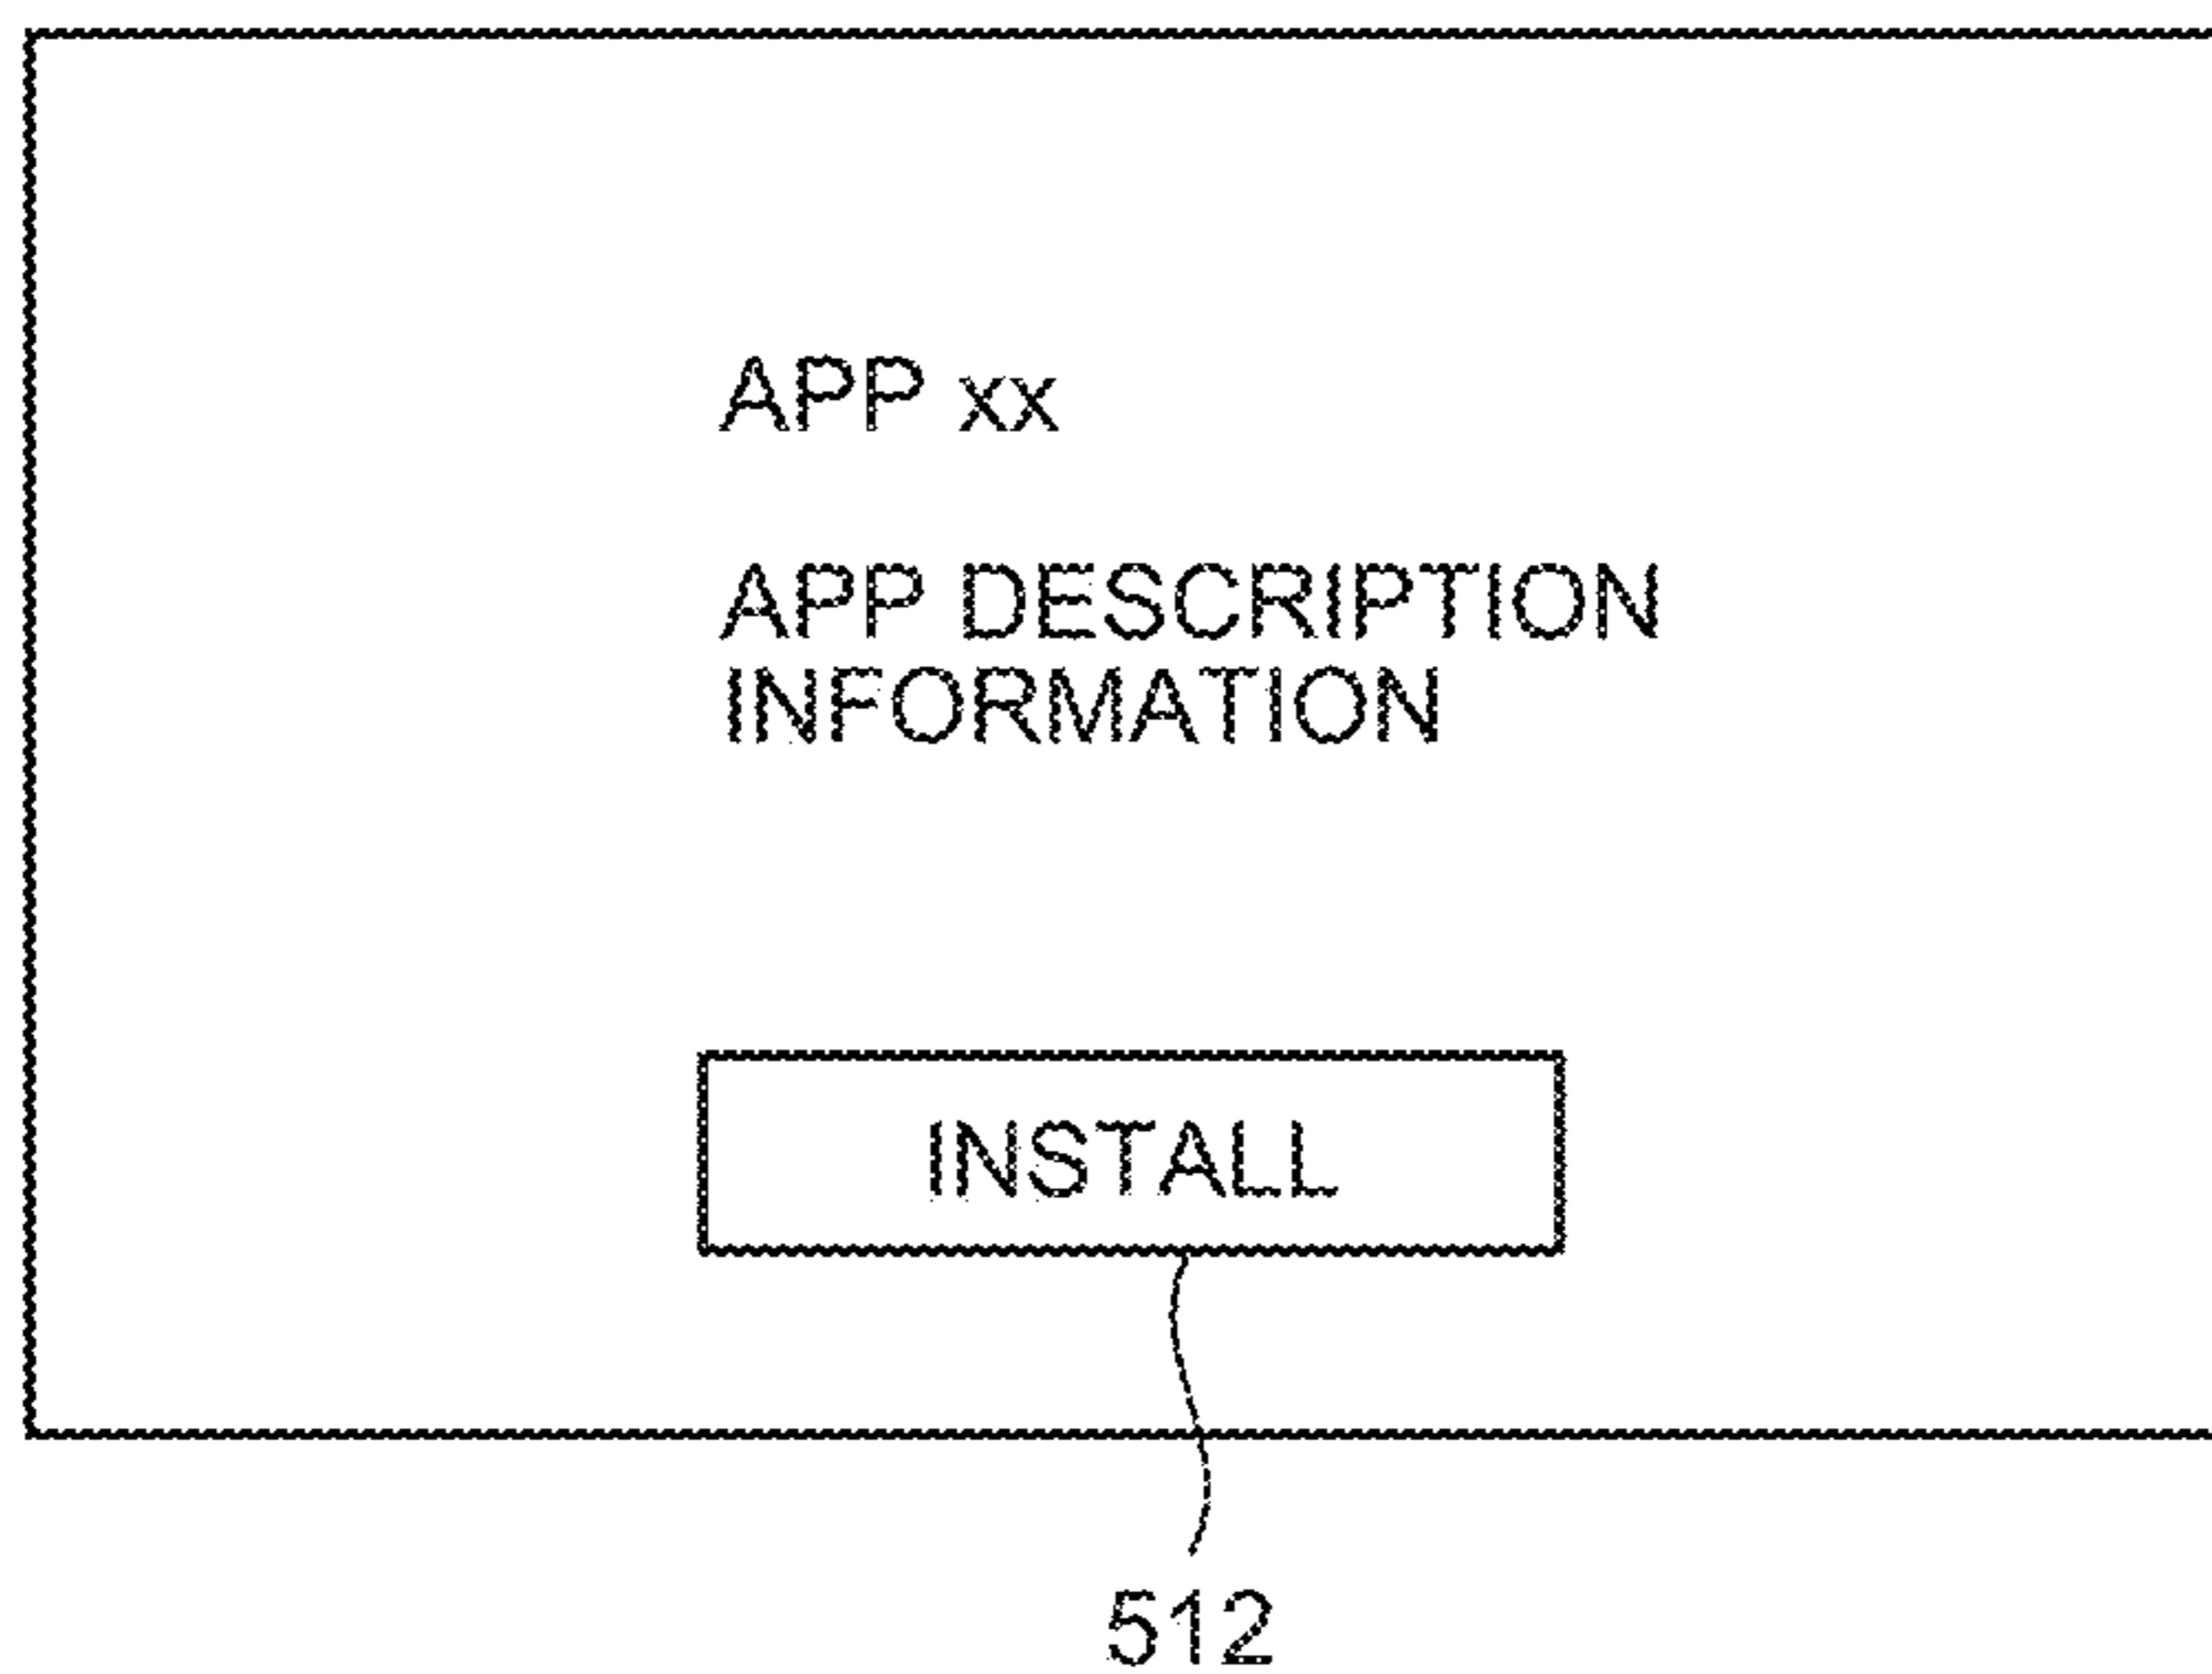 APP xx
APP DESCRIPTION
INFORMATION
INSTALL
512